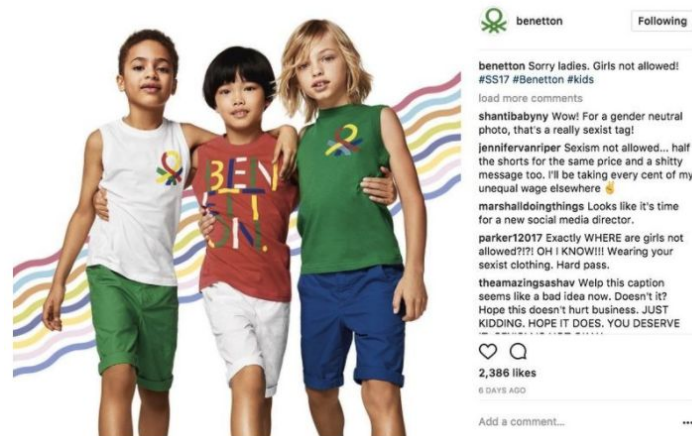 BEN
benetton
Following
benetton Sorry ladies. Girls not allowed!
#SS17 #Benetton #kids
load more comments
shantibabyny Wow! For a gender neutral
photo, that's a really sexist tag!
jennifervanriper Sexism not allowed... half
the shorts for the same price and a shitty
message too. I'll be taking every cent of my
unequal wage elsewhere ✌
marshalldoingthings Looks like it's time
for a new social media director.
parker12017 Exactly WHERE are girls not
allowed?!?! OH I KNOW!!! Wearing your
sexist clothing. Hard pass.
theamazingsashav Welp this caption
seems like a bad idea now. Doesn't it?
Hope this doesn't hurt business. JUST
KIDDING. HOPE IT DOES. YOU DESERVE
2,386 likes
6 DAYS AGO
Add a comment...